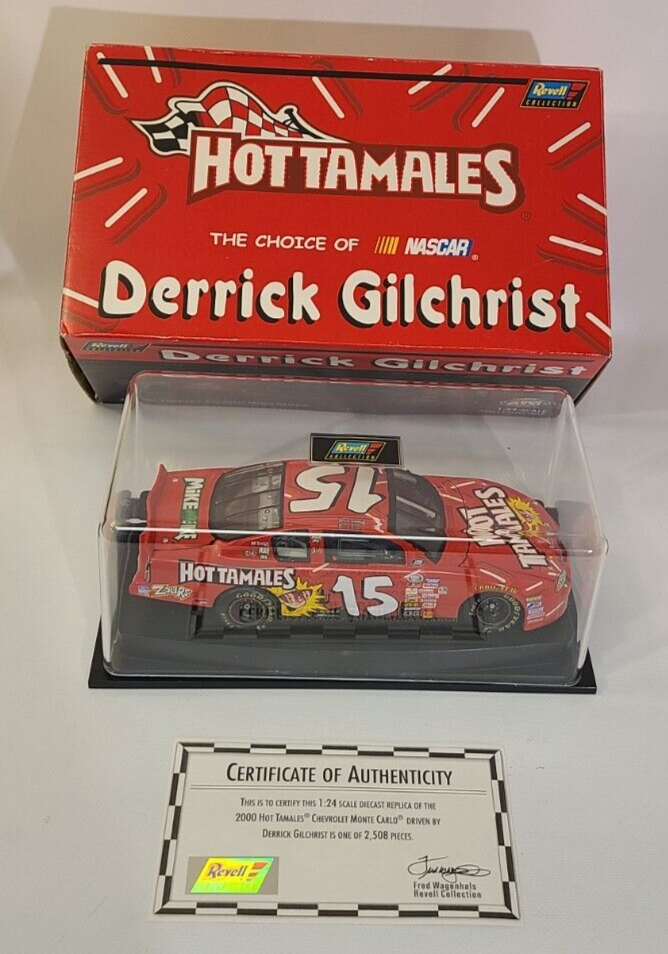 Revell
COLLECTION
HOT TAMALES
THE CHOICE OF NASCAR
Derrick Gilchrist
Revell
Derrick Gilchrist
Revell
COLLECTION
15
MIKE
HOT
TAMALES
HOT TAMALES
15
CERTIFICATE OF AUTHENTICITY
THIS IS TO CERTIFY THIS 1:24 SCALE DIECAST REPLICA OF THE
2000 HOT TAMALES® CHEVROLET MONTE CARLO® DRIVEN BY
DERRICK GILCHRIST IS ONE OF 2,508 PIECES.
Revell
Fred Wagenhals
Revell Collection